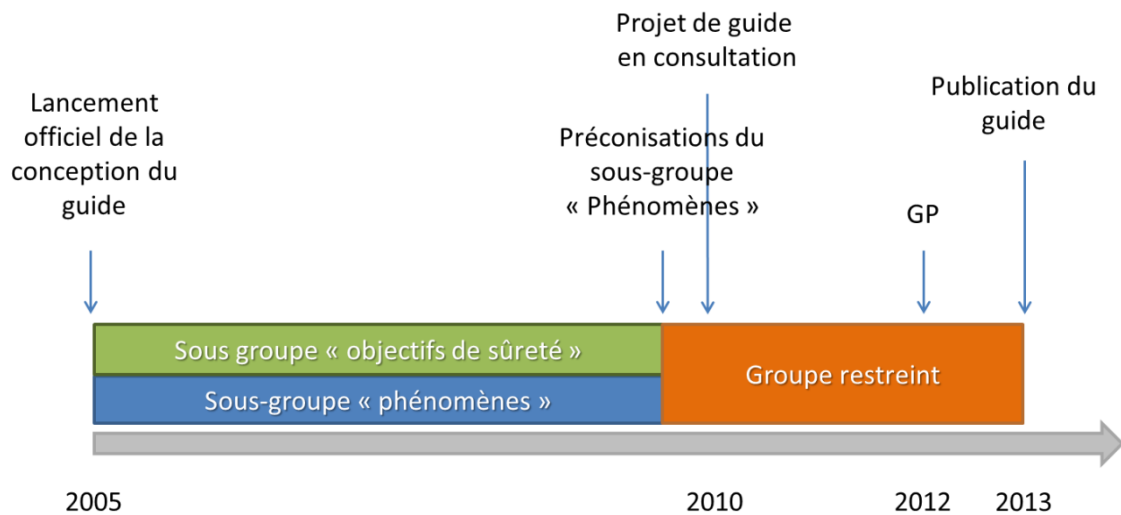 Lancement
officiel de la
conception du
guide
Préconisations du
sous-groupe
« Phénomènes »
Projet de guide
en consultation
GP
Publication du
guide
Sous groupe « objectifs de sûreté »
Sous-groupe « phénomènes »
Groupe restreint
2005
2010
2012
2013